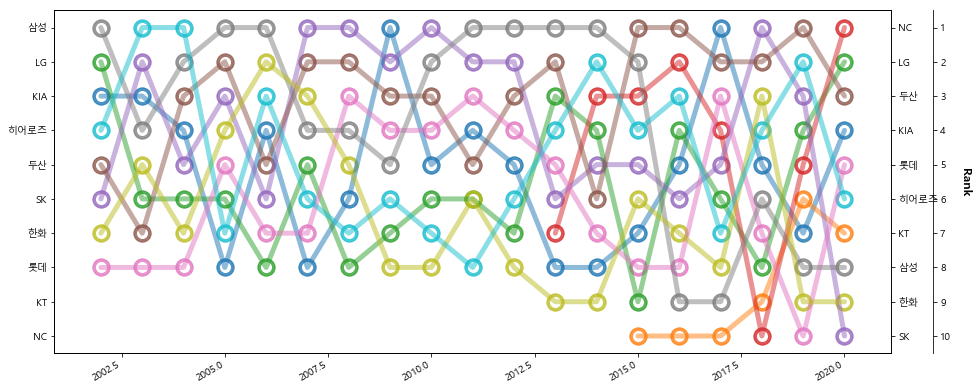 삼성
LG
KIA
히어로즈
두산
SK
한화
롯데
KT
NC
NC
LG
두산
KIA
롯데
히어로즈
KT
삼성
한화
SK
1
2
3
4
5
6
7
8
9
10
Rank
2002.5
2005.0
2007.5
2010.0
2012.5
2015.0
2017.5
2020.0